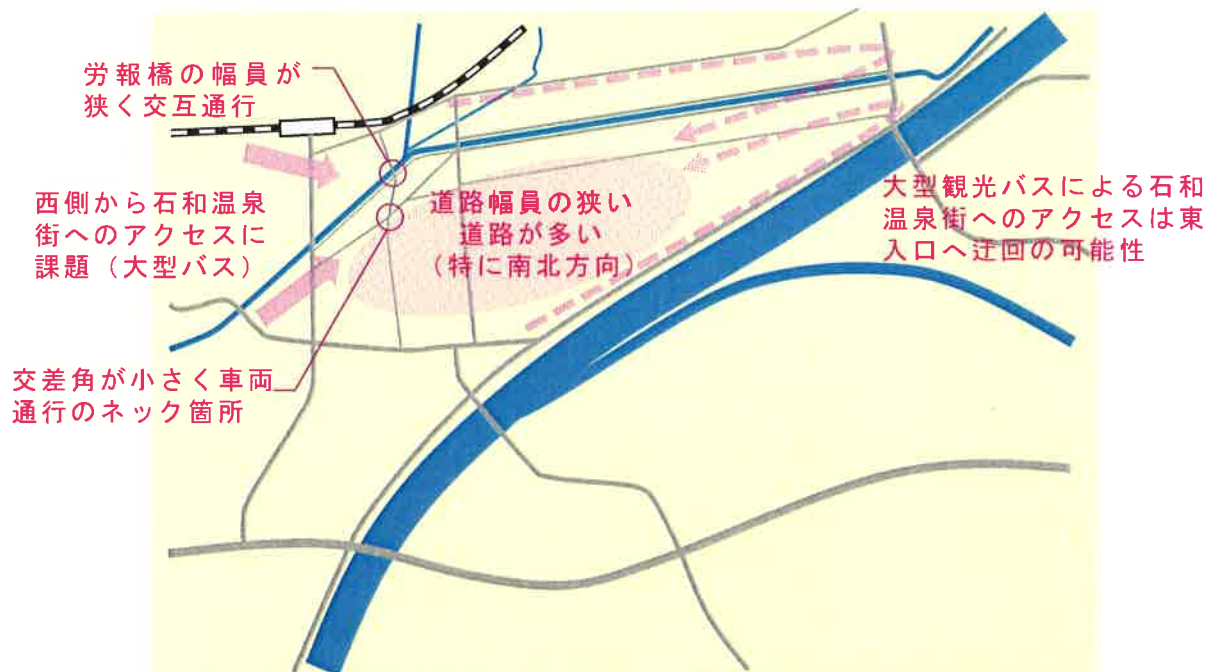 労報橋の幅員が
狭く交互通行
西側から石和温泉
街へのアクセスに
課題（大型バス）
道路幅員の狭い
道路が多い
（特に南北方向）
大型観光バスによる石和
温泉街へのアクセスは東
入口へ迂回の可能性
交差角が小さく車両
通行のネック箇所